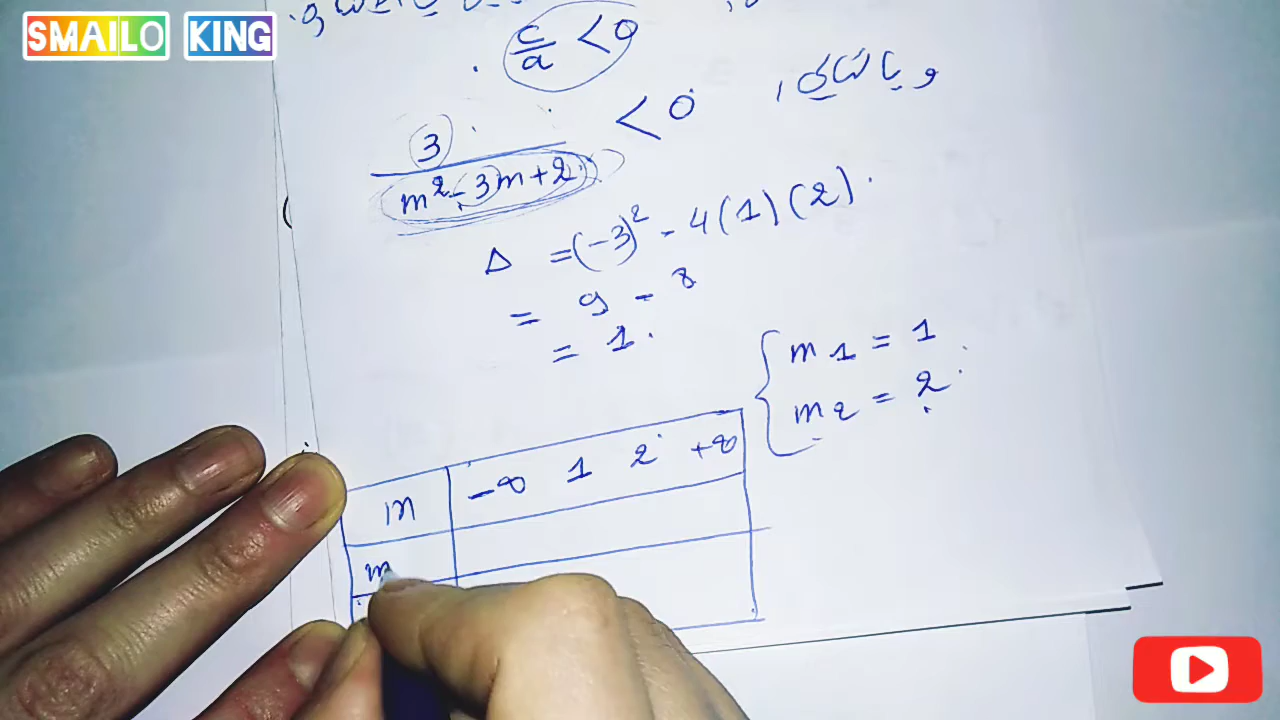 SMAILO KING
c/a < 0
وبالتالي ،
3/(m² - 3m + 2) < 0
Δ = (-3)² - 4(1)(2).
= 9 - 8
= 1.
m1 = 1
m2 = 2
m -∞ 1 2 +∞
m